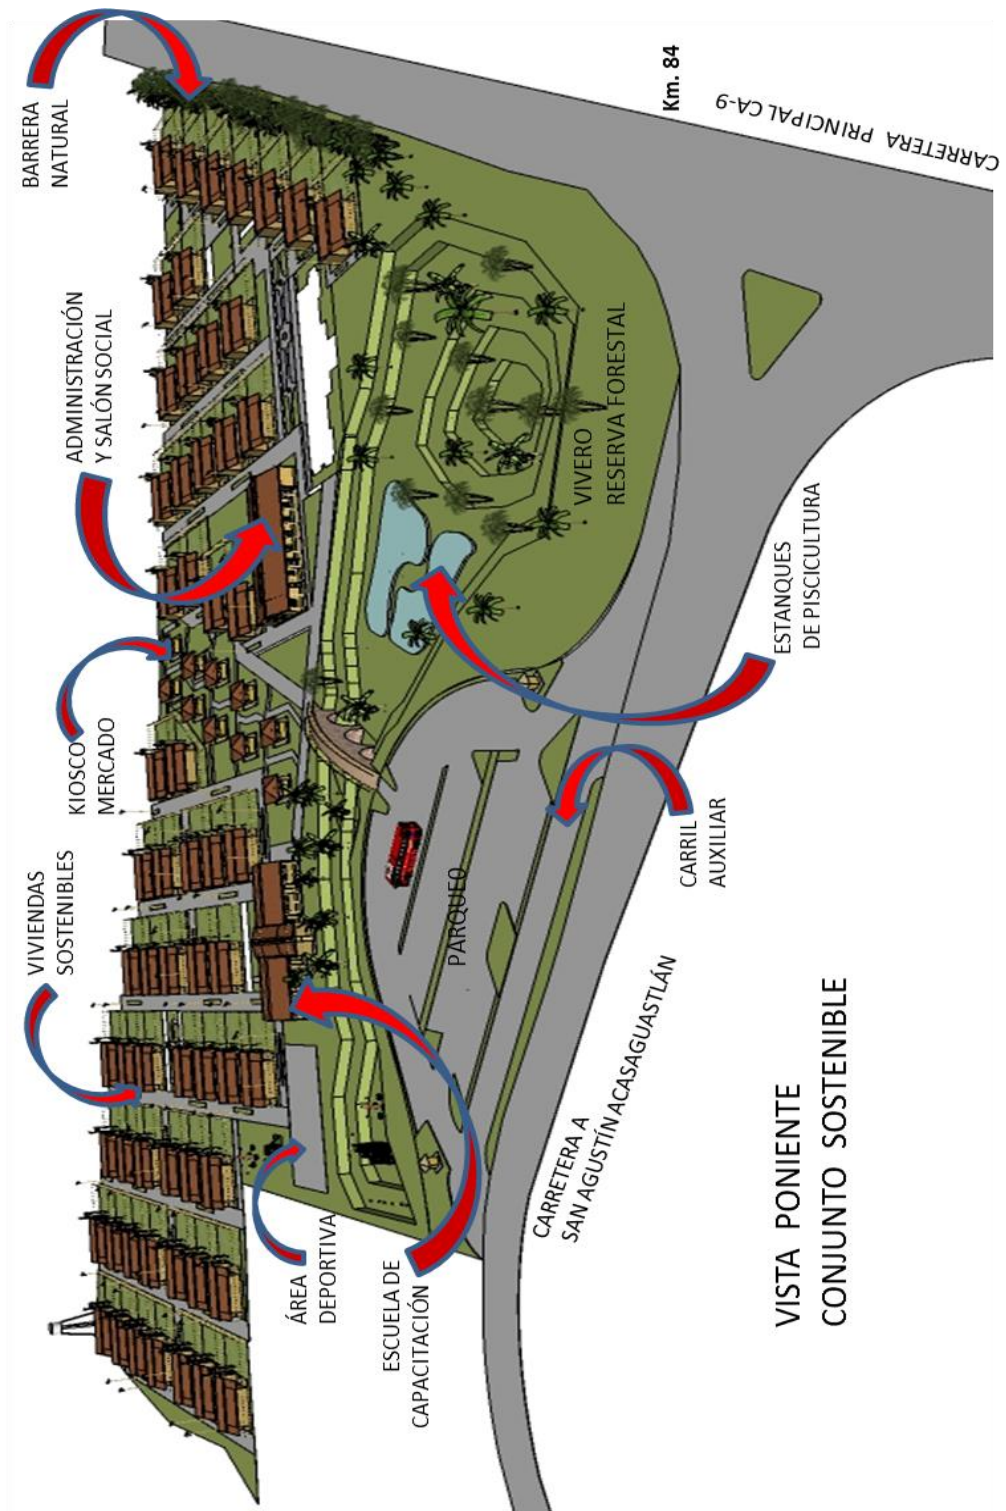 VIVIENDAS
SOSTENIBLES
KIOSCO
MERCADO
ADMINISTRACIÓN
Y SALÓN SOCIAL
BARRERA
NATURAL
ÁREA
DEPORTIVA
ESCUELA DE
CAPACITACIÓN
PARQUEO
VIVERO
RESERVA FORESTAL
Km. 84
CARRETERA PRINCIPAL CA-9
CARRETERA A
SAN AGUSTÍN ACASAGUASTLÁN
CARRIL
AUXILIAR
ESTANQUES
DE PISCICULTURA
VISTA PONIENTE
CONJUNTO SOSTENIBLE